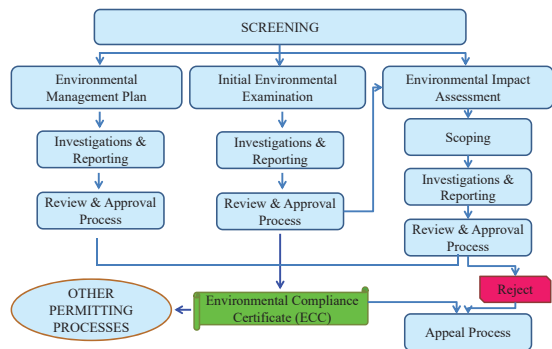 SCREENING
Environmental
Management Plan
Initial Environmental
Examination
Environmental Impact
Assessment
Investigations &
Reporting
Investigations &
Reporting
Scoping
Investigations &
Reporting
Review & Approval
Process
Review & Approval
Process
Review & Approval
Process
OTHER
PERMITTING
PROCESSES
Environmental Compliance
Certificate (ECC)
Reject
Appeal Process